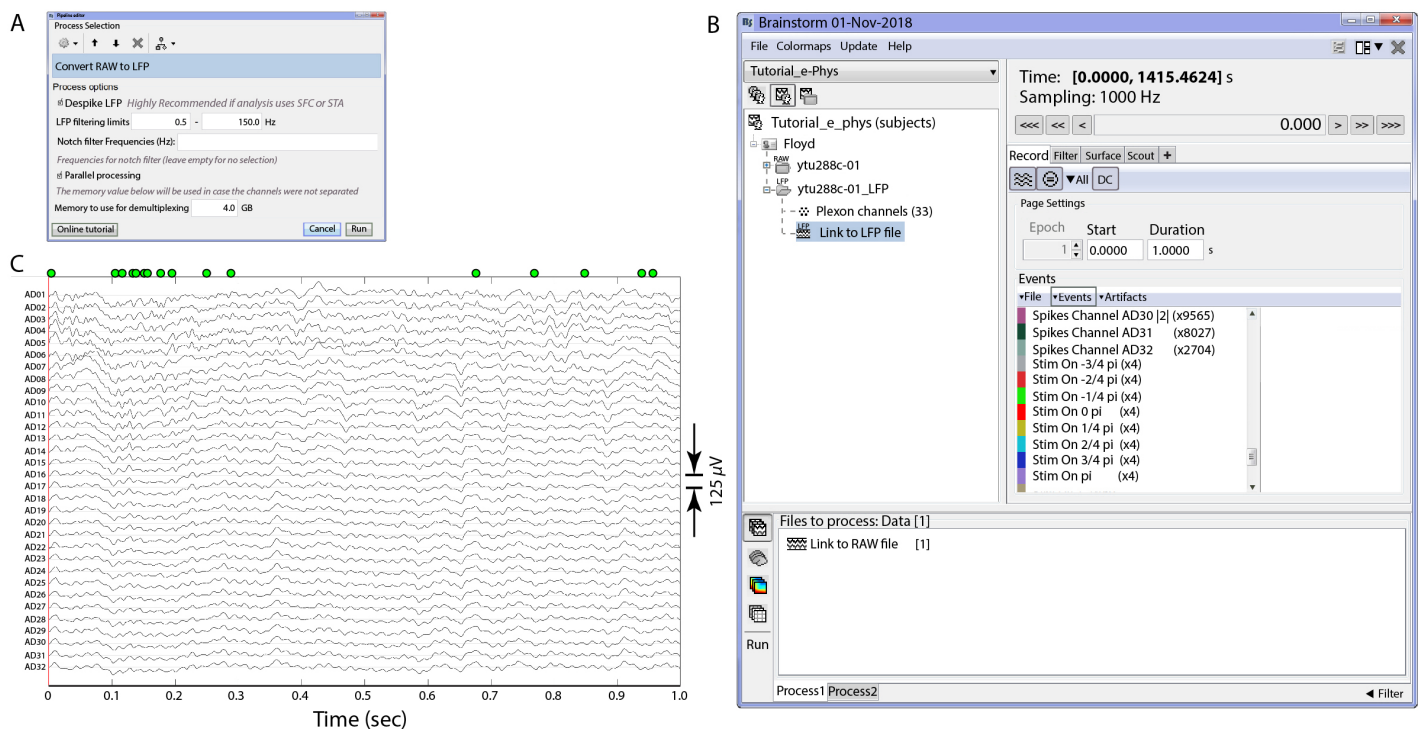 A
Pipeline editor
Process Selection
Convert RAW to LFP
Process options
Despike LFP Highly Recommended if analysis uses SFC or STA
LFP filtering limits 0.5 - 150.0 Hz
Notch filter Frequencies (Hz):
Frequencies for notch filter (leave empty for no selection)
Parallel processing
The memory value below will be used in case the channels were not separated
Memory to use for demultiplexing 4.0 GB
Online tutorial Cancel Run
B
Brainstorm 01-Nov-2018
File Colormaps Update Help
Tutorial_e-Phys
Tutorial_e_phys (subjects)
Floyd
RAW
ytu288c-01
LFP
ytu288c-01_LFP
Plexon channels (33)
LFP
Link to LFP file
Time: [0.0000, 1415.4624] s
Sampling: 1000 Hz
<<< << < 0.000 > >> >>>
Record Filter Surface Scout +
All DC
Page Settings
Epoch Start Duration
1 0.0000 1.0000 s
Events
File Events Artifacts
Spikes Channel AD30 |2| (x9565)
Spikes Channel AD31 (x8027)
Spikes Channel AD32 (x2704)
Stim On -3/4 pi (x4)
Stim On -2/4 pi (x4)
Stim On -1/4 pi (x4)
Stim On 0 pi (x4)
Stim On 1/4 pi (x4)
Stim On 2/4 pi (x4)
Stim On 3/4 pi (x4)
Stim On pi (x4)
Files to process: Data [1]
Link to RAW file [1]
Run
Process1 Process2
Filter
C
AD01
AD02
AD03
AD04
AD05
AD06
AD07
AD08
AD09
AD10
AD11
AD12
AD13
AD14
AD15
AD16
AD17
AD18
AD19
AD20
AD21
AD22
AD23
AD24
AD25
AD26
AD27
AD28
AD29
AD30
AD31
AD32
125 µV
0 0.1 0.2 0.3 0.4 0.5 0.6 0.7 0.8 0.9 1.0
Time (sec)